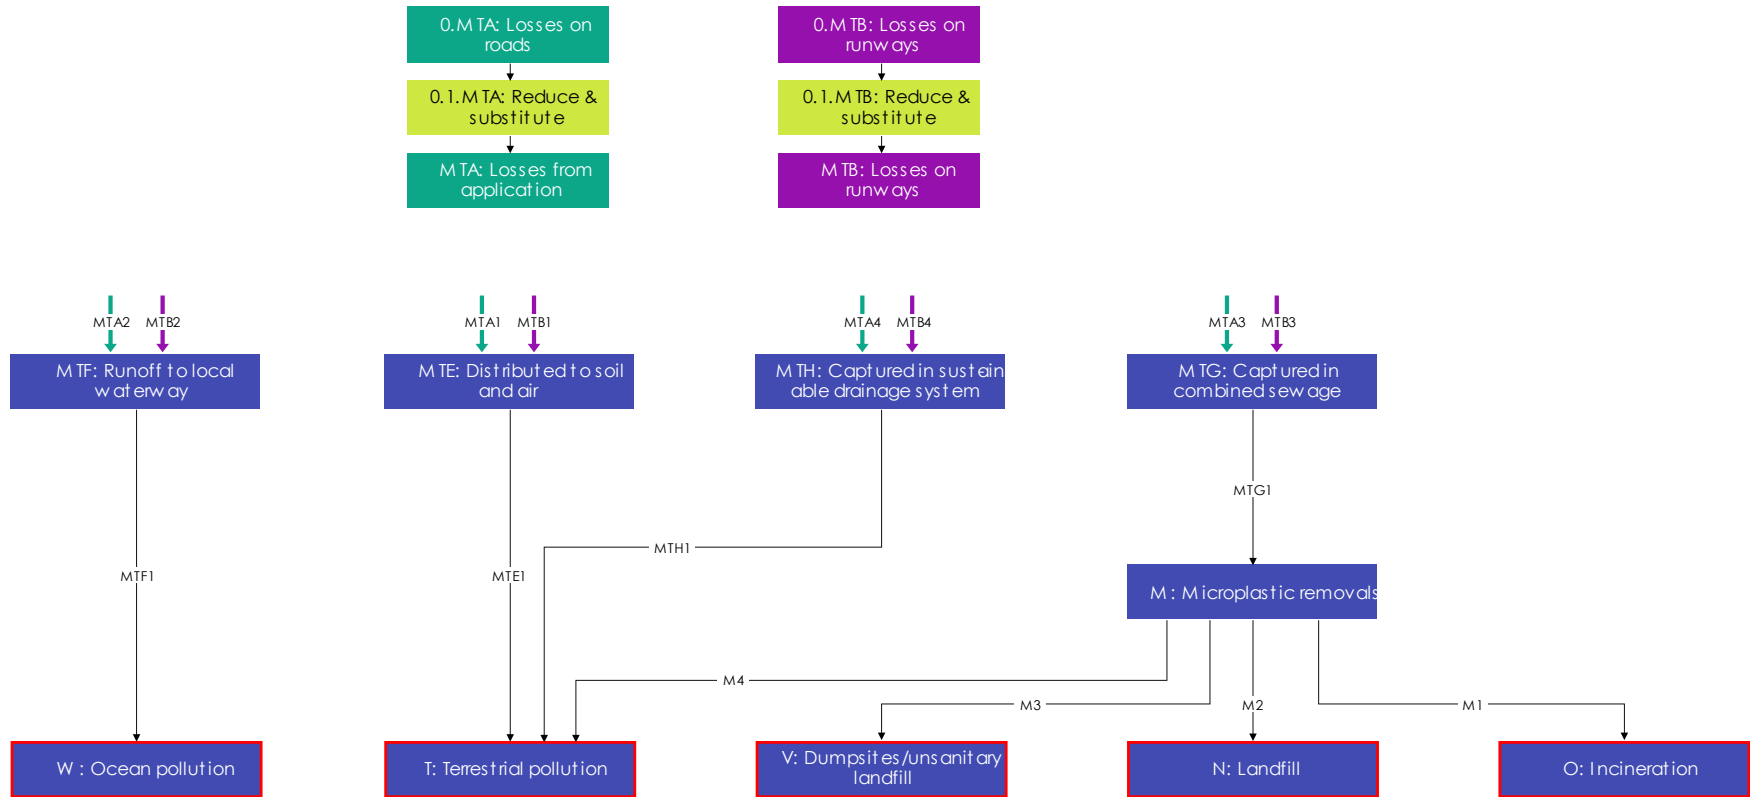 0.MTA: Losses on
roads
0.MTB: Losses on
runways
0.1.MTA: Reduce &
substitute
0.1.MTB: Reduce &
substitute
MTA: Losses from
application
MTB: Losses on
runways
MTA2
MTB2
MTA1
MTB1
MTA4
MTB4
MTA3
MTB3
MTF: Runoff to local
waterway
MTE: Distributed to soil
and air
MTH: Captured in sustain
able drainage system
MTG: Captured in
combined sewage
MTG1
MTH1
MTF1
MTE1
M: Microplastic removals
M4
M3
M2
M1
W: Ocean pollution
T: Terrestrial pollution
V: Dumpsites/unsanitary
landfill
N: Landfill
O: Incineration